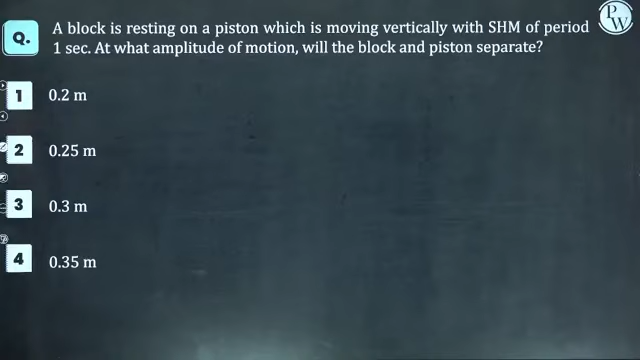 Q.
A block is resting on a piston which is moving vertically with SHM of period
1 sec. At what amplitude of motion, will the block and piston separate?
PW
1
0.2 m
2
0.25 m
3
0.3 m
4
0.35 m